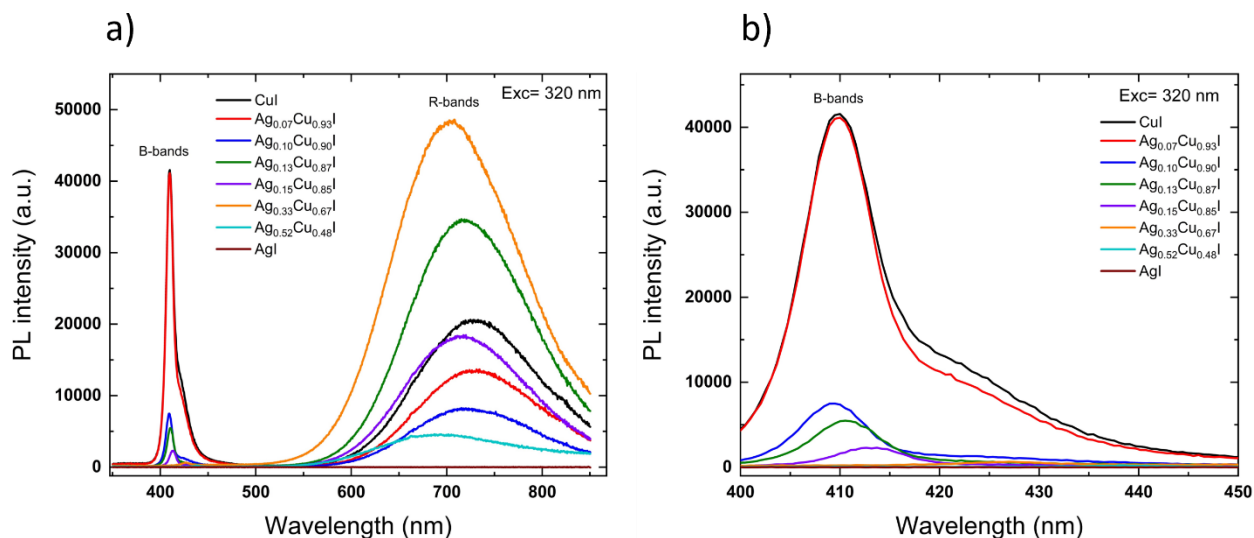 a)
Exc= 320 nm
R-bands
B-bands
CuI
Ag0.07Cu0.93I
Ag0.10Cu0.90I
Ag0.13Cu0.87I
Ag0.15Cu0.85I
Ag0.33Cu0.67I
Ag0.52Cu0.48I
AgI
PL intensity (a.u.)
50000
40000
30000
20000
10000
0
400 500 600 700 800
Wavelength (nm)
b)
Exc= 320 nm
B-bands
CuI
Ag0.07Cu0.93I
Ag0.10Cu0.90I
Ag0.13Cu0.87I
Ag0.15Cu0.85I
Ag0.33Cu0.67I
Ag0.52Cu0.48I
AgI
PL intensity (a.u.)
40000
30000
20000
10000
0
400 410 420 430 440 450
Wavelength (nm)